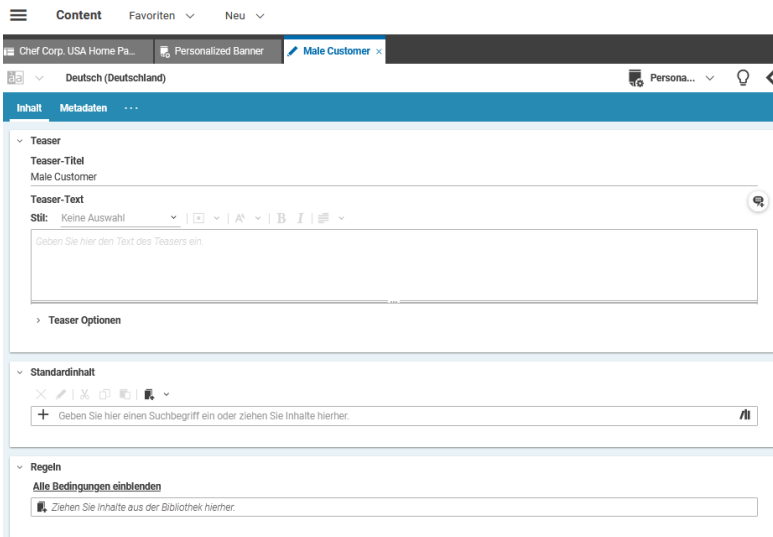 Content Favoriten Neu
Chef Corp. USA Home Pa... Personalized Banner Male Customer ×
Deutsch (Deutschland) Persona...
Inhalt Metadaten ...
Teaser
Teaser-Titel
Male Customer
Teaser-Text
Stil: Keine Auswahl B I
Geben Sie hier den Text des Teasers ein.
Teaser Optionen
Standardinhalt
Geben Sie hier einen Suchbegriff ein oder ziehen Sie Inhalte hierher.
Regeln
Alle Bedingungen einblenden
Ziehen Sie Inhalte aus der Bibliothek hierher.